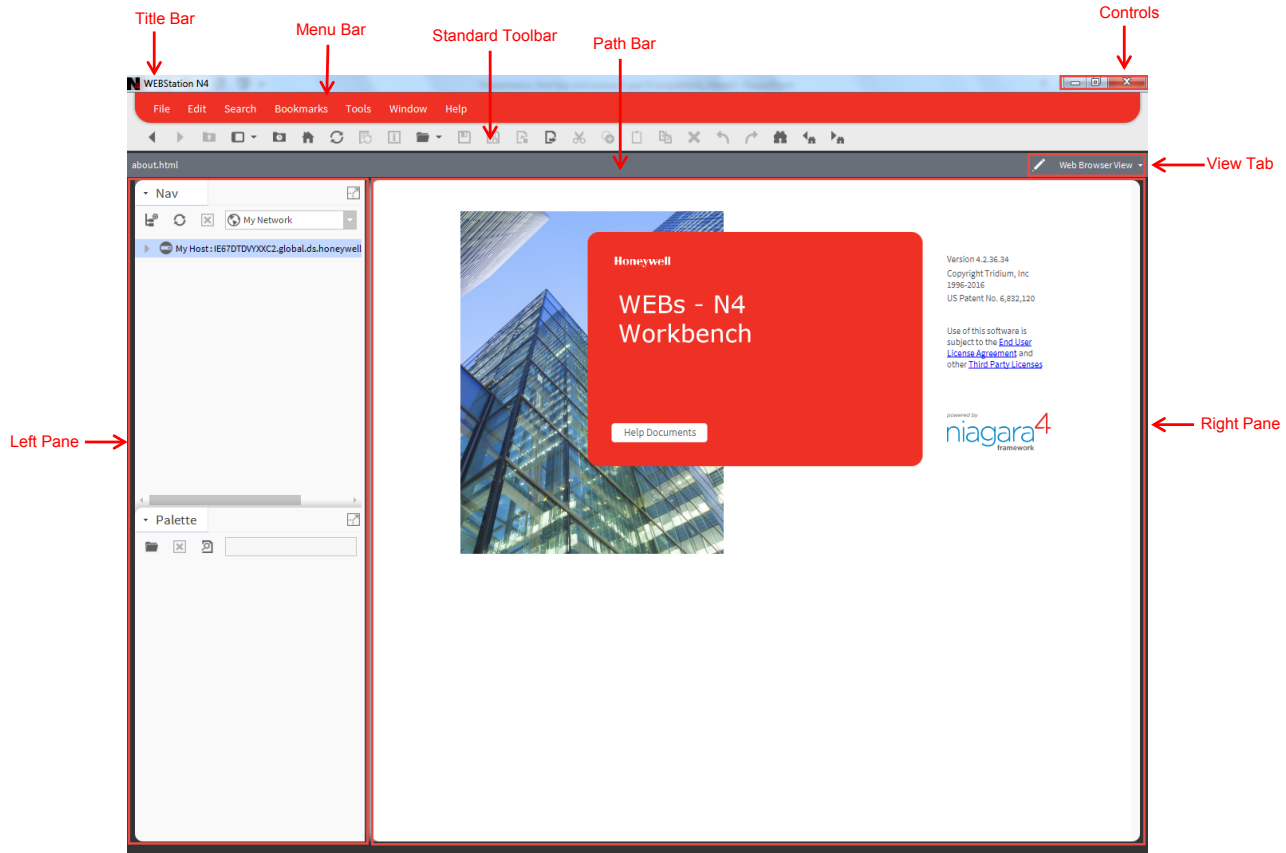 Title Bar
Menu Bar
Standard Toolbar
Path Bar
Controls
WEBStation N4
File Edit Search Bookmarks Tools Window Help
about.html
Web Browser View
View Tab
Nav
My Network
My Host : IE67DTDVYXXC2.global.ds.honeywell
Honeywell
WEBs - N4
Workbench
Help Documents
Version 4.2.36.34
Copyright Tridium, Inc
1996-2016
US Patent No. 6,832,120
Use of this software is
subject to the End User
License Agreement and
other Third Party Licenses
powered by
niagara4
framework
Left Pane
Right Pane
Palette